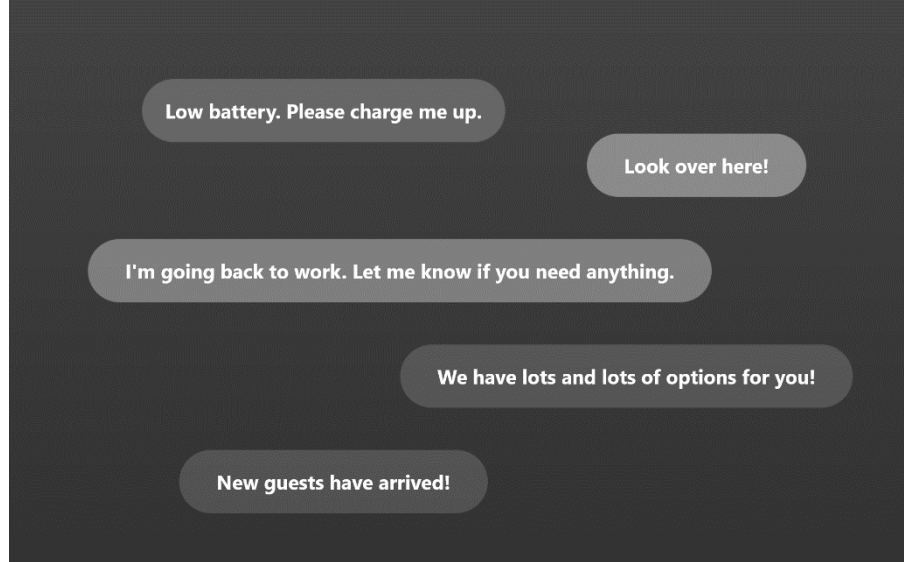 Low battery. Please charge me up.
Look over here!
I'm going back to work. Let me know if you need anything.
We have lots and lots of options for you!
New guests have arrived!